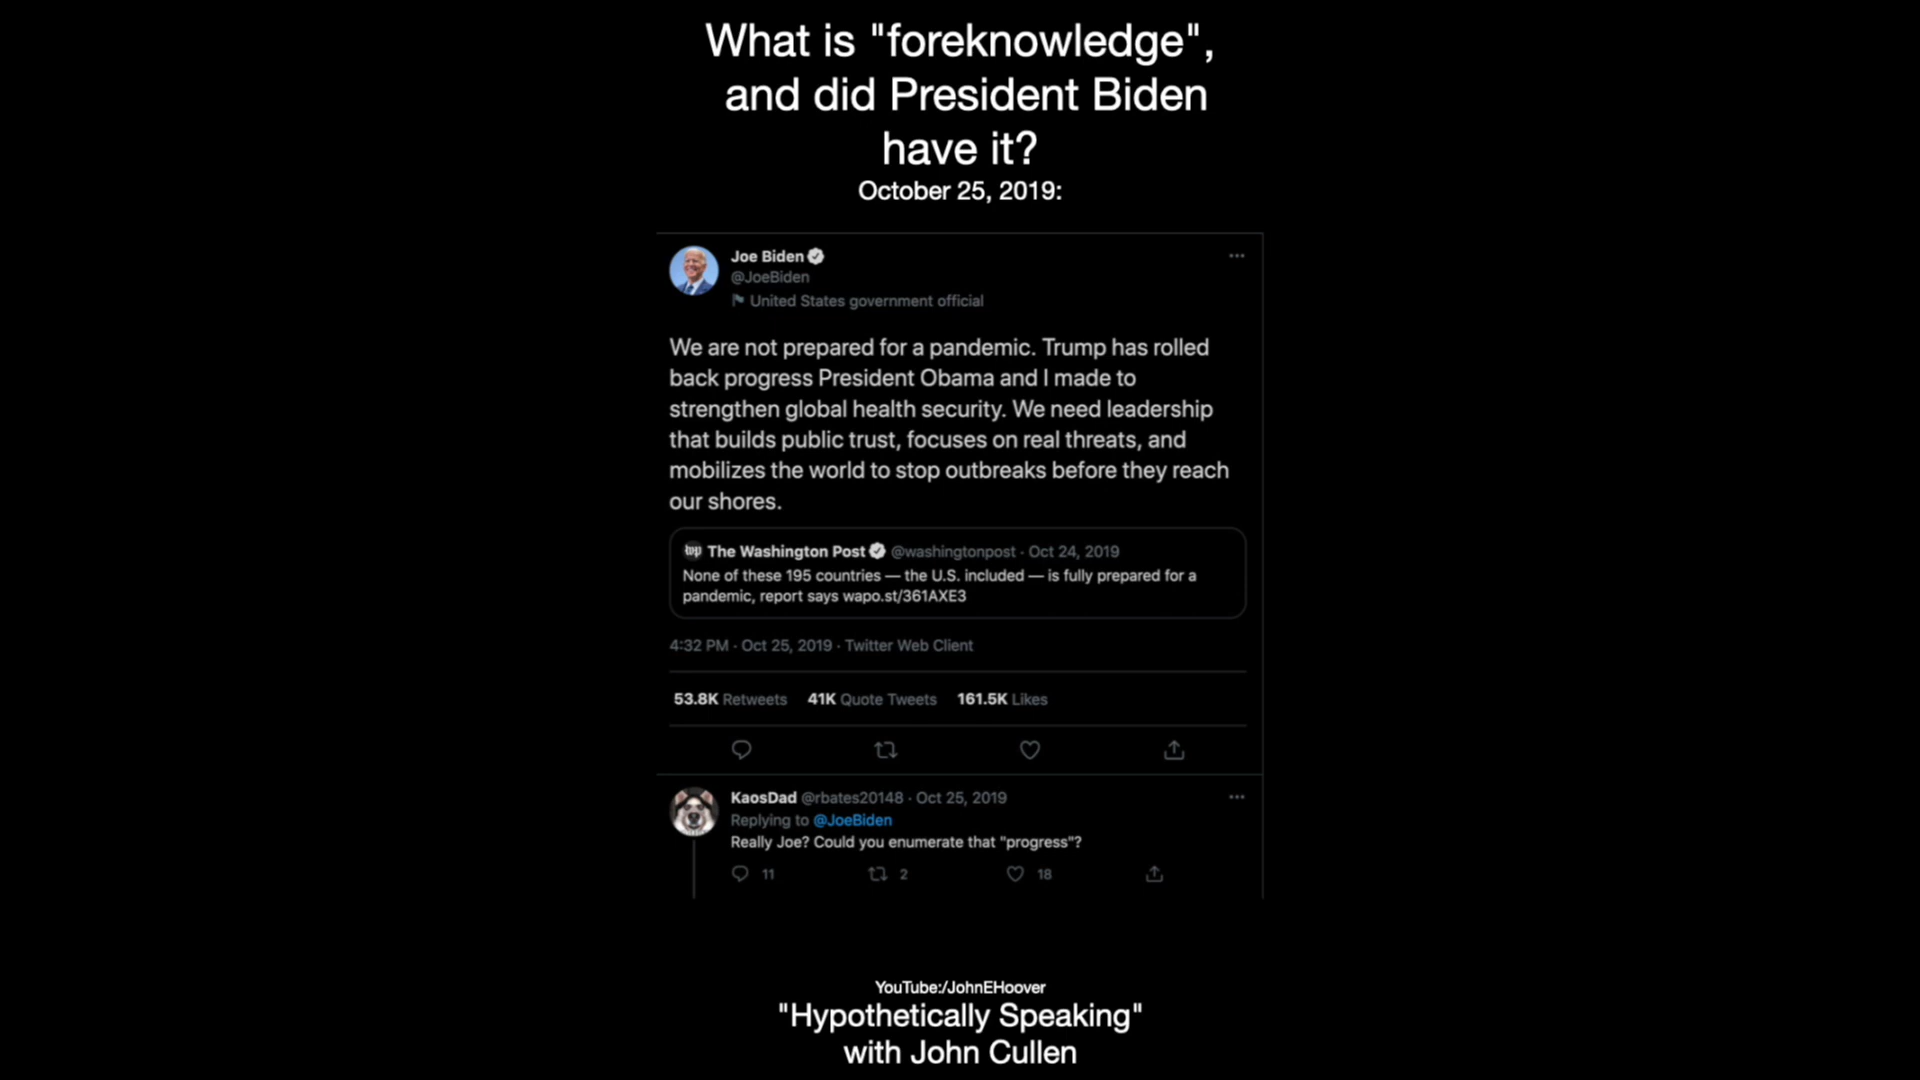 What is "foreknowledge",
and did President Biden
have it?
October 25, 2019:
Joe Biden
@JoeBiden
United States government official
We are not prepared for a pandemic. Trump has rolled
back progress President Obama and I made to
strengthen global health security. We need leadership
that builds public trust, focuses on real threats, and
mobilizes the world to stop outbreaks before they reach
our shores.
wp The Washington Post @washingtonpost · Oct 24, 2019
None of these 195 countries — the U.S. included — is fully prepared for a
pandemic, report says wapo.st/361AXE3
4:32 PM · Oct 25, 2019 · Twitter Web Client
53.8K Retweets 41K Quote Tweets 161.5K Likes
KaosDad @rbates20148 · Oct 25, 2019
Replying to @JoeBiden
Really Joe? Could you enumerate that "progress"?
11 2 18
YouTube:/JohnEHoover
"Hypothetically Speaking"
with John Cullen